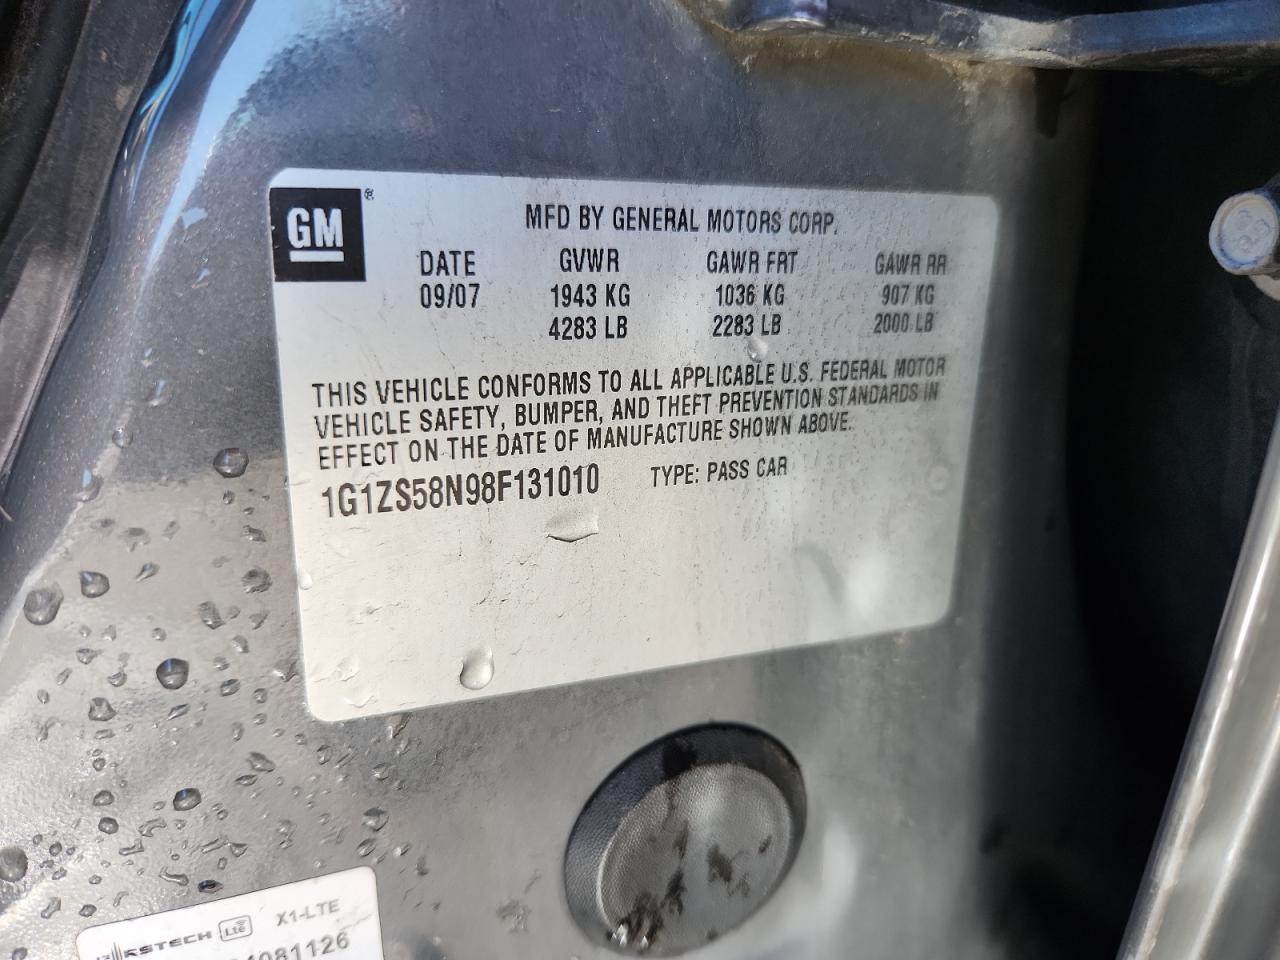 GM ®
MFD BY GENERAL MOTORS CORP.
DATE GVWR GAWR FRT GAWR RR
09/07 1943 KG 1036 KG 907 KG
4283 LB 2283 LB 2000 LB
THIS VEHICLE CONFORMS TO ALL APPLICABLE U.S. FEDERAL MOTOR
VEHICLE SAFETY, BUMPER, AND THEFT PREVENTION STANDARDS IN
EFFECT ON THE DATE OF MANUFACTURE SHOWN ABOVE.
1G1ZS58N98F131010 TYPE: PASS CAR
LTE X1-LTE